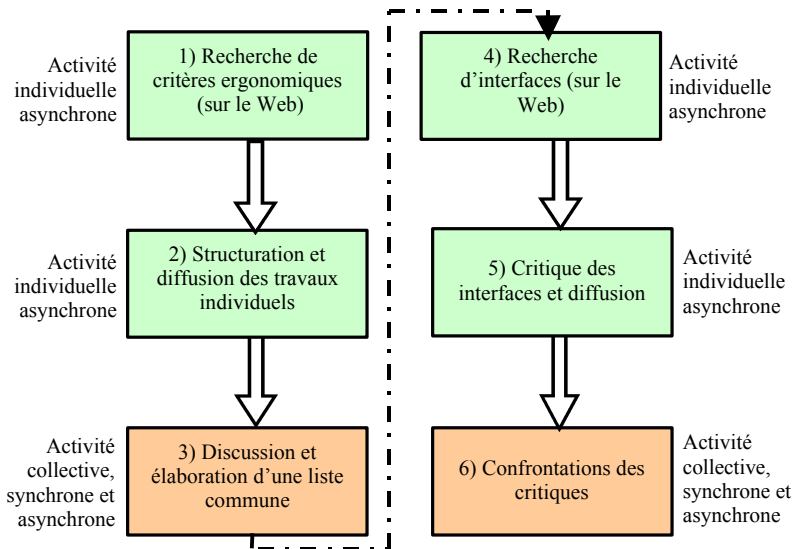 Activité
individuelle
asynchrone
1) Recherche de
critères ergonomiques
(sur le Web)
Activité
individuelle
asynchrone
2) Structuration et
diffusion des travaux
individuels
Activité
collective,
synchrone et
asynchrone
3) Discussion et
élaboration d’une liste
commune
4) Recherche
d’interfaces (sur le
Web)
Activité
individuelle
asynchrone
5) Critique des
interfaces et diffusion
Activité
individuelle
asynchrone
6) Confrontations des
critiques
Activité
collective,
synchrone et
asynchrone